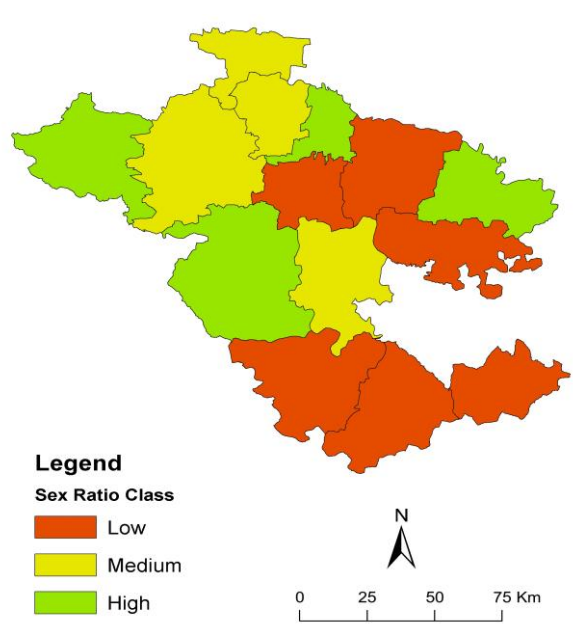 Legend
Sex Ratio Class
Low
Medium
High
N
0 25 50 75 Km